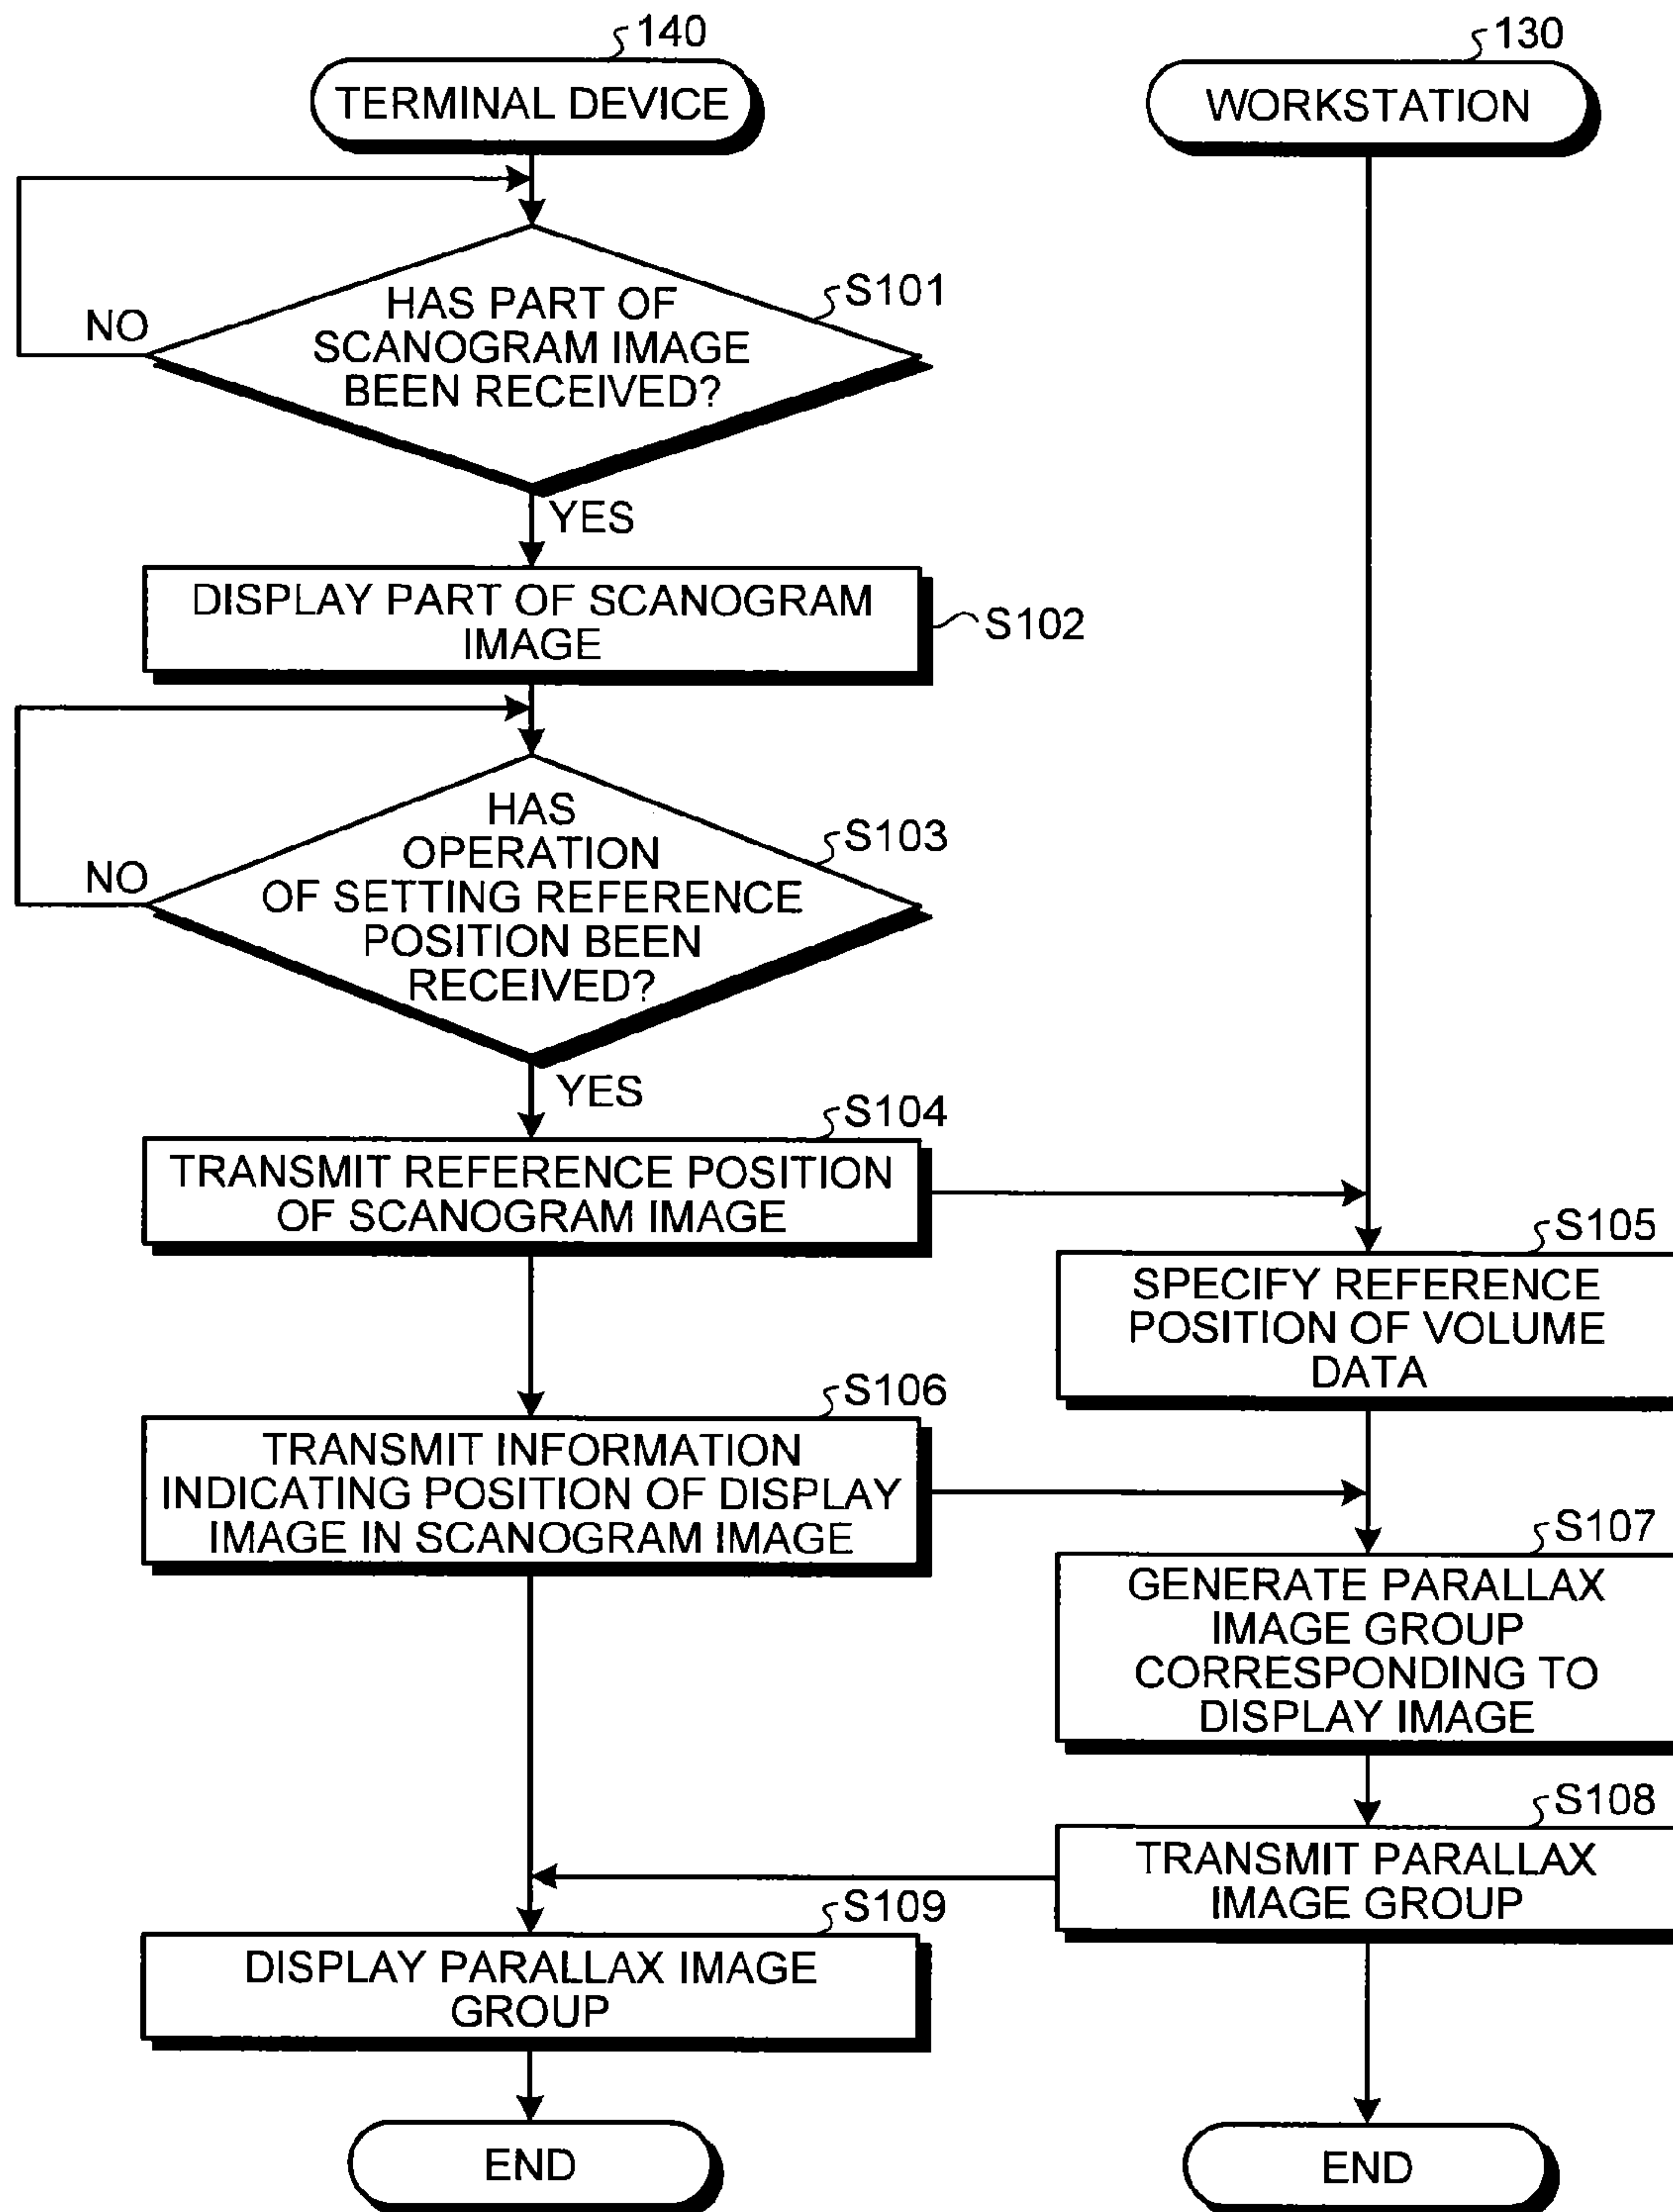 140
TERMINAL DEVICE
130
WORKSTATION
S101
HAS PART OF
SCANOGRAM IMAGE
BEEN RECEIVED?
NO
YES
DISPLAY PART OF SCANOGRAM
IMAGE
S102
S103
HAS
OPERATION
OF SETTING REFERENCE
POSITION BEEN
RECEIVED?
NO
YES
S104
TRANSMIT REFERENCE POSITION
OF SCANOGRAM IMAGE
S105
SPECIFY REFERENCE
POSITION OF VOLUME
DATA
S106
TRANSMIT INFORMATION
INDICATING POSITION OF DISPLAY
IMAGE IN SCANOGRAM IMAGE
S107
GENERATE PARALLAX
IMAGE GROUP
CORRESPONDING TO
DISPLAY IMAGE
S108
TRANSMIT PARALLAX
IMAGE GROUP
S109
DISPLAY PARALLAX IMAGE
GROUP
END
END